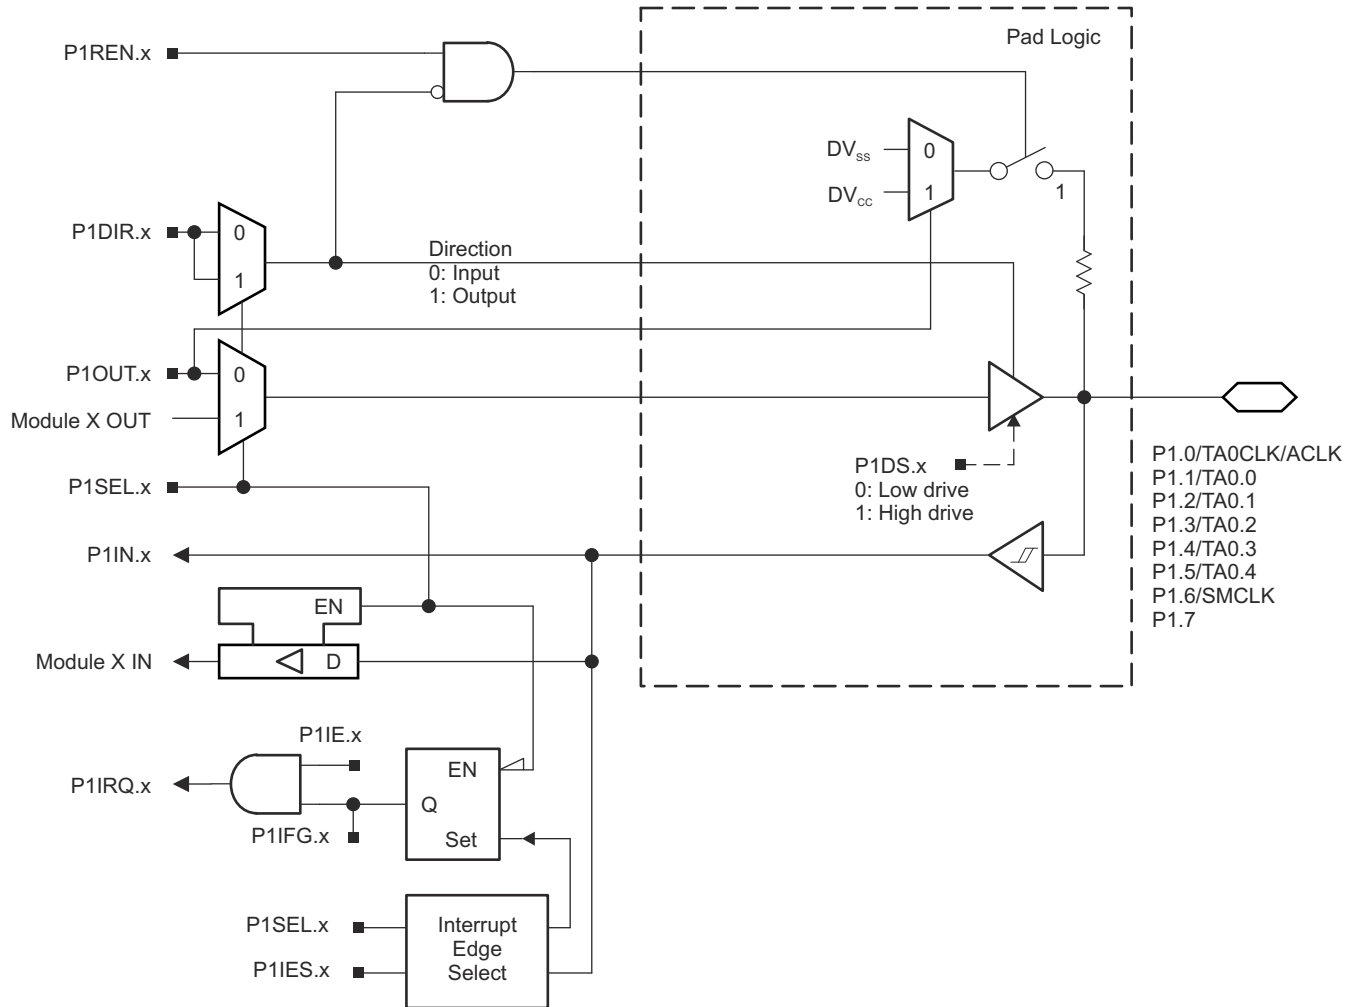 Pad Logic
P1REN.x
DVSS
0
DVCC
1
1
P1DIR.x
0
1
Direction
0: Input
1: Output
P1OUT.x
0
Module X OUT
1
P1SEL.x
P1DS.x
0: Low drive
1: High drive
P1.0/TA0CLK/ACLK
P1.1/TA0.0
P1.2/TA0.1
P1.3/TA0.2
P1.4/TA0.3
P1.5/TA0.4
P1.6/SMCLK
P1.7
P1IN.x
EN
Module X IN
D
P1IE.x
P1IRQ.x
EN
Q
P1IFG.x
Set
P1SEL.x
P1IES.x
Interrupt
Edge
Select